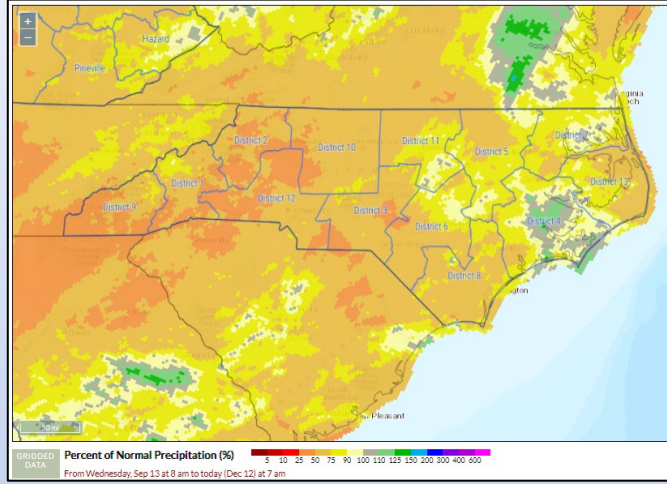 +
−
Hazard
Pineville
District 2
District 10
District 11
District 5
District 7
District 1
District 12
District 13
District 9
District 3
District 4
District 6
District 8
Pleasant
50 mi
GRIDDED DATA
Percent of Normal Precipitation (%)
5 10 25 50 75 90 100 110 125 150 200 300 400 600
From Wednesday, Sep 13 at 8 am to today (Dec 12) at 7 am